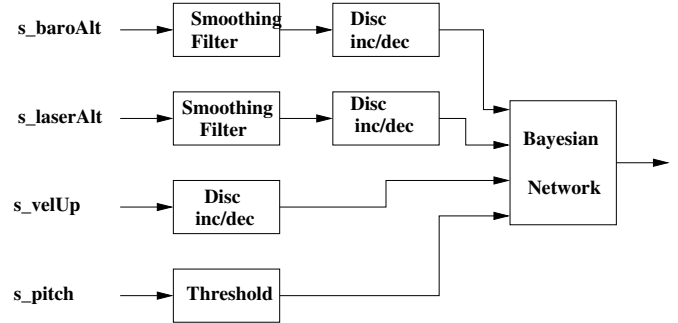 s_baroAlt
Smoothing
Filter
Disc
inc/dec
s_laserAlt
Smoothing
Filter
Disc
inc/dec
Bayesian
Network
s_velUp
Disc
inc/dec
s_pitch
Threshold